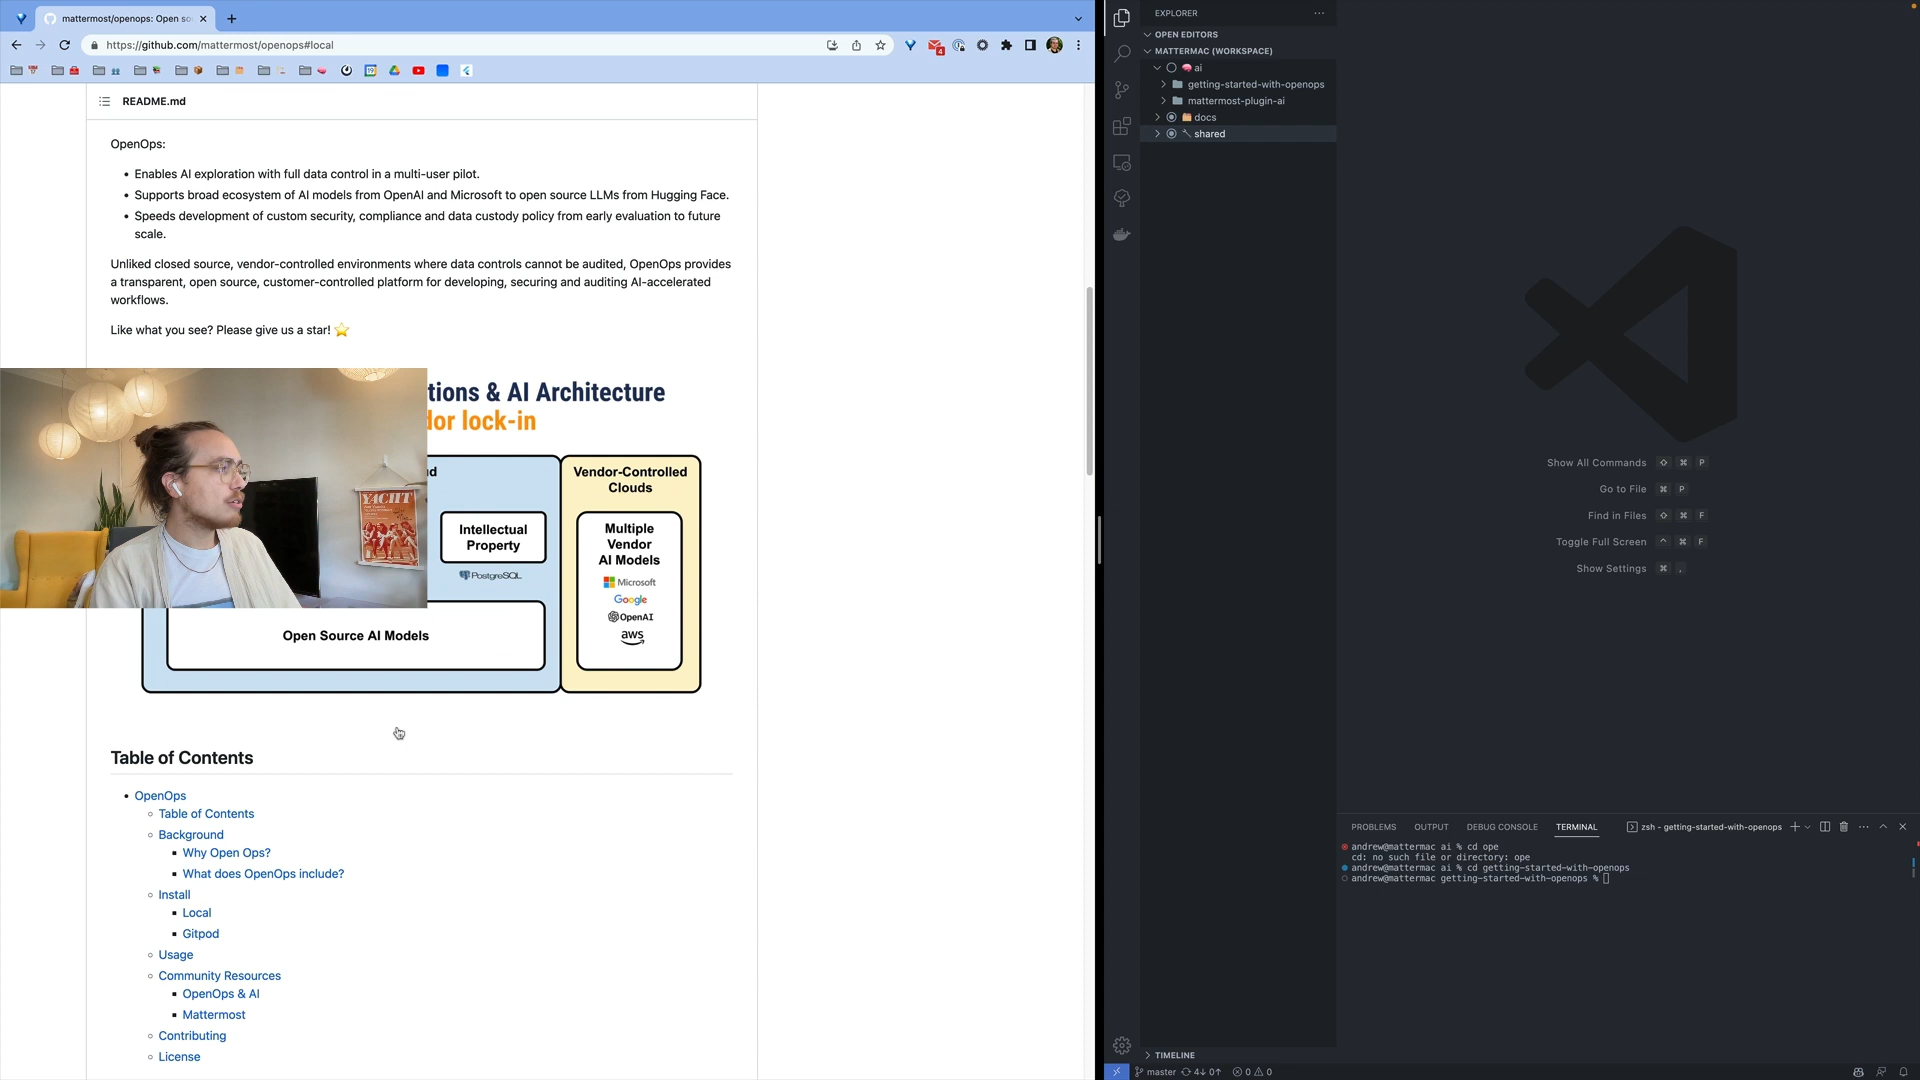 mattermost/openops: Open so
https://github.com/mattermost/openops#local
4
19
README.md
OpenOps:
• Enables AI exploration with full data control in a multi-user pilot.
• Supports broad ecosystem of AI models from OpenAI and Microsoft to open source LLMs from Hugging Face.
• Speeds development of custom security, compliance and data custody policy from early evaluation to future
scale.
Unliked closed source, vendor-controlled environments where data controls cannot be audited, OpenOps provides
a transparent, open source, customer-controlled platform for developing, securing and auditing AI-accelerated
workflows.
Like what you see? Please give us a star! ⭐
tions & AI Architecture
dor lock-in
Vendor-Controlled
Clouds
Intellectual
Property
PostgreSQL
Multiple
Vendor
AI Models
Microsoft
Google
OpenAI
aws
Open Source AI Models
YACHT
Table of Contents
• OpenOps
◦ Table of Contents
◦ Background
▪ Why Open Ops?
▪ What does OpenOps include?
◦ Install
▪ Local
▪ Gitpod
◦ Usage
◦ Community Resources
▪ OpenOps & AI
▪ Mattermost
◦ Contributing
◦ License
EXPLORER
OPEN EDITORS
MATTERMAC (WORKSPACE)
ai
getting-started-with-openops
mattermost-plugin-ai
docs
shared
Show All Commands ⇧ ⌘ P
Go to File ⌘ P
Find in Files ⇧ ⌘ F
Toggle Full Screen ⌃ ⌘ F
Show Settings ⌘ ,
PROBLEMS OUTPUT DEBUG CONSOLE TERMINAL zsh - getting-started-with-openops
andrew@mattermac ai % cd ope
cd: no such file or directory: ope
andrew@mattermac ai % cd getting-started-with-openops
andrew@mattermac getting-started-with-openops %
TIMELINE
master 4↓ 0↑ 0 0